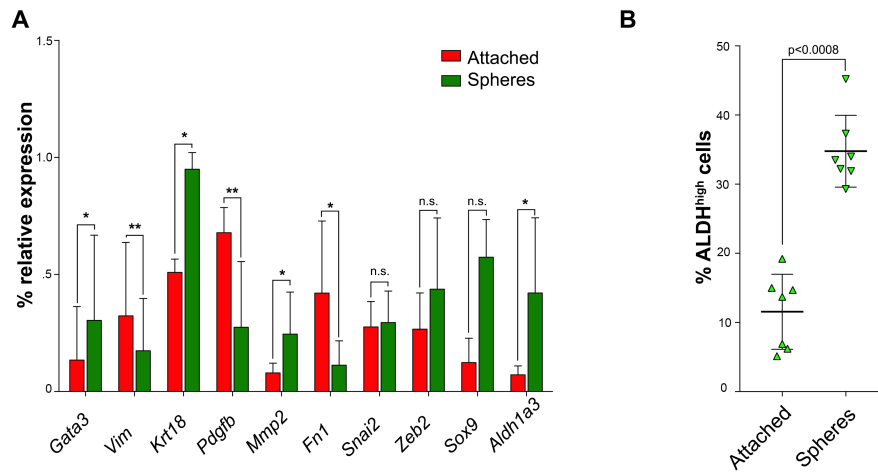 A
% relative expression
1.5
1.0
.5
0
Attached
Spheres
*
**
*
**
*
*
n.s.
n.s.
n.s.
*
Gata3
Vim
Krt18
Pdgfb
Mmp2
Fn1
Snai2
Zeb2
Sox9
Aldh1a3
B
% ALDHhigh cells
50
40
30
20
10
0
p<0.0008
Attached
Spheres